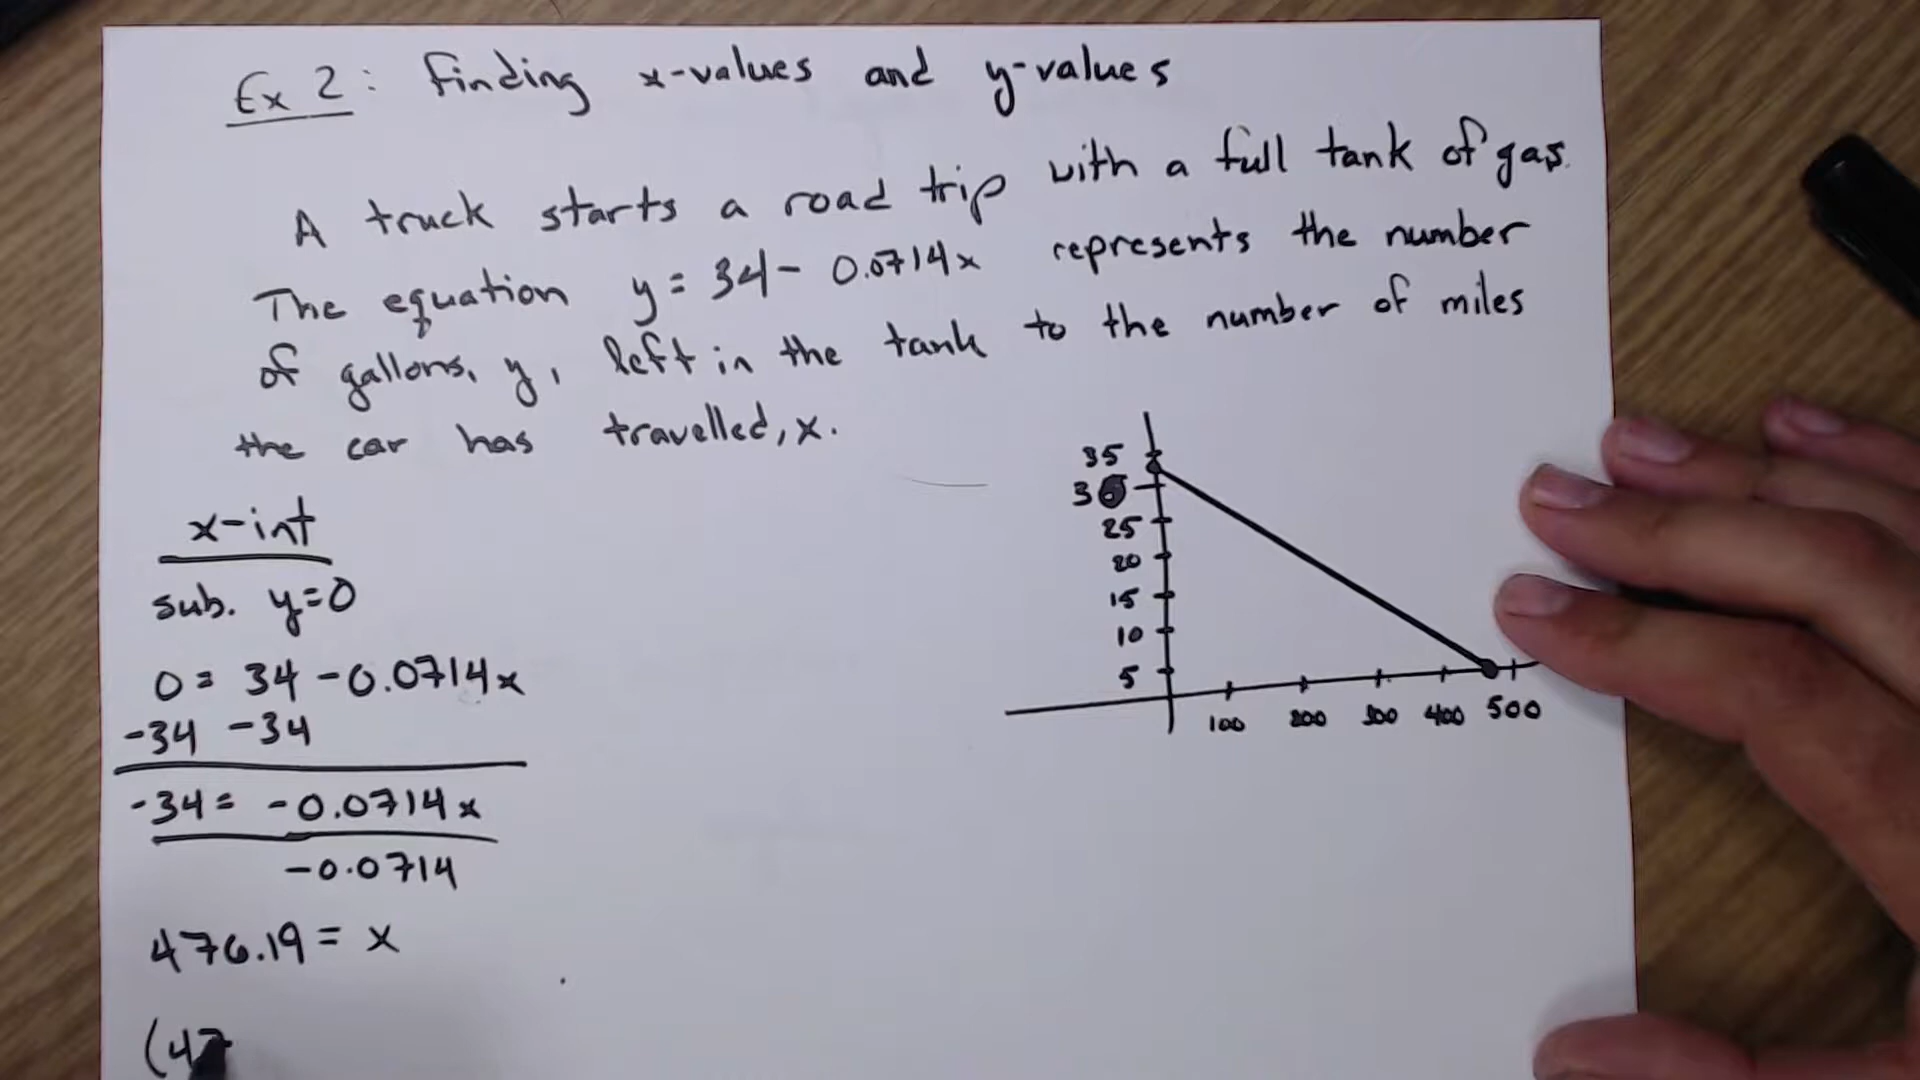 Ex 2: Finding x-values and y-values
A truck starts a road trip with a full tank of gas.
The equation y = 34 - 0.0714x represents the number
of gallons, y, left in the tank to the number of miles
the car has travelled, x.
x-int
sub. y=0
0 = 34 - 0.0714x
-34 -34
-34 = -0.0714x
-0.0714
476.19 = x
(47
35
30
25
20
15
10
5
100 200 300 400 500